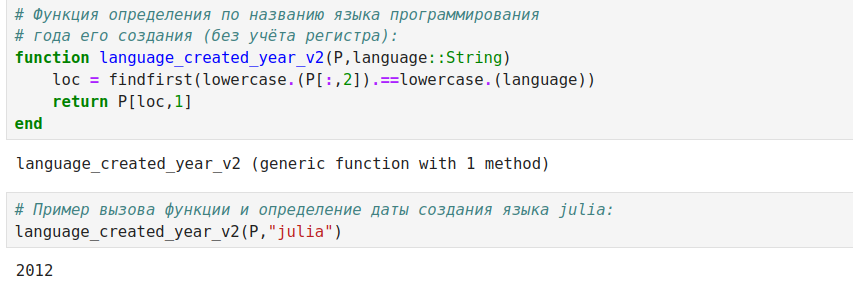 # Функция определения по названию языка программирования
# года его создания (без учёта регистра):
function language_created_year_v2(P,language::String)
    loc = findfirst(lowercase.(P[:,2]).==lowercase.(language))
    return P[loc,1]
end
language_created_year_v2 (generic function with 1 method)
# Пример вызова функции и определение даты создания языка julia:
language_created_year_v2(P,"julia")
2012